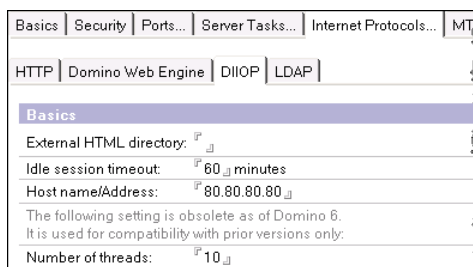 Basics Security Ports... Server Tasks... Internet Protocols... MT
HTTP Domino Web Engine DIIOP LDAP
Basics
External HTML directory:
Idle session timeout: 60 minutes
Host name/Address: 80.80.80.80
The following setting is obsolete as of Domino 6.
It is used for compatibility with prior versions only:
Number of threads: 10